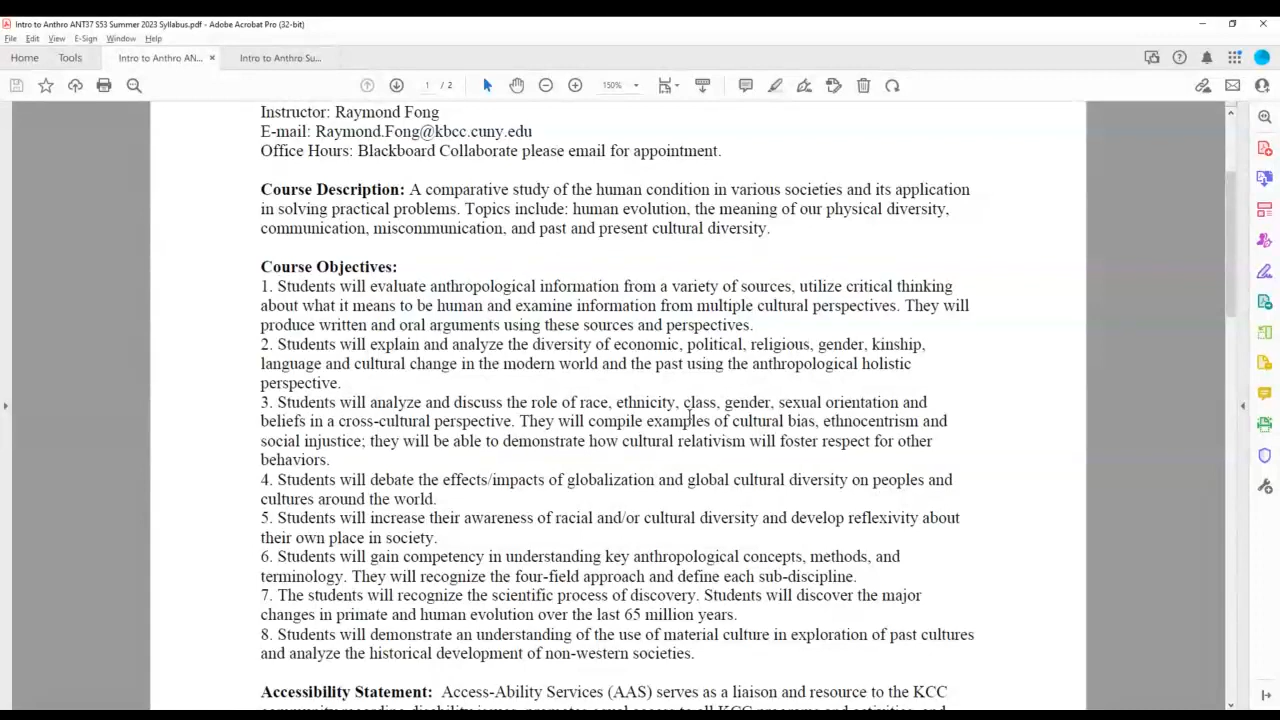 Intro to Anthro ANT37 S53 Summer 2023 Syllabus.pdf - Adobe Acrobat Pro (32-bit)
File Edit View E-Sign Window Help
Home Tools Intro to Anthro AN... × Intro to Anthro Su...
1 / 2 150%
Instructor: Raymond Fong
E-mail: Raymond.Fong@kbcc.cuny.edu
Office Hours: Blackboard Collaborate please email for appointment.
Course Description: A comparative study of the human condition in various societies and its application
in solving practical problems. Topics include: human evolution, the meaning of our physical diversity,
communication, miscommunication, and past and present cultural diversity.
Course Objectives:
1. Students will evaluate anthropological information from a variety of sources, utilize critical thinking
about what it means to be human and examine information from multiple cultural perspectives. They will
produce written and oral arguments using these sources and perspectives.
2. Students will explain and analyze the diversity of economic, political, religious, gender, kinship,
language and cultural change in the modern world and the past using the anthropological holistic
perspective.
3. Students will analyze and discuss the role of race, ethnicity, class, gender, sexual orientation and
beliefs in a cross-cultural perspective. They will compile examples of cultural bias, ethnocentrism and
social injustice; they will be able to demonstrate how cultural relativism will foster respect for other
behaviors.
4. Students will debate the effects/impacts of globalization and global cultural diversity on peoples and
cultures around the world.
5. Students will increase their awareness of racial and/or cultural diversity and develop reflexivity about
their own place in society.
6. Students will gain competency in understanding key anthropological concepts, methods, and
terminology. They will recognize the four-field approach and define each sub-discipline.
7. The students will recognize the scientific process of discovery. Students will discover the major
changes in primate and human evolution over the last 65 million years.
8. Students will demonstrate an understanding of the use of material culture in exploration of past cultures
and analyze the historical development of non-western societies.
Accessibility Statement: Access-Ability Services (AAS) serves as a liaison and resource to the KCC